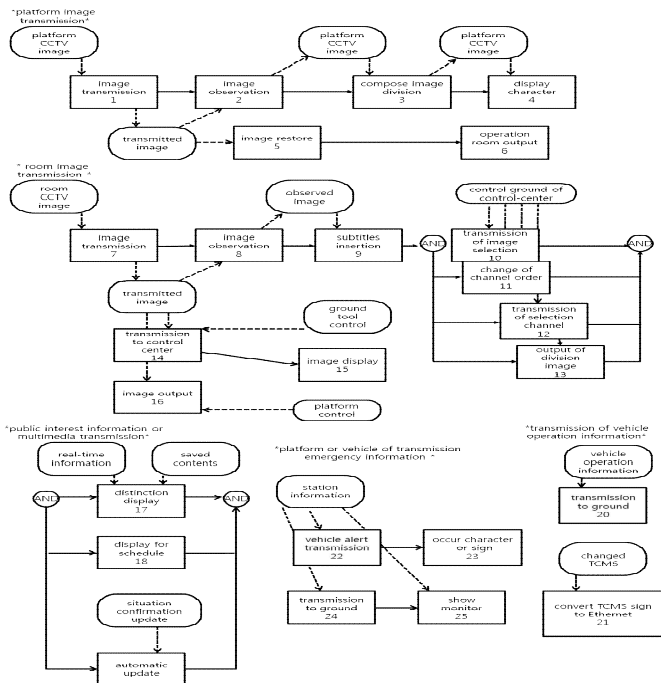 *platform image
transmission*
platform
CCTV
image
platform
CCTV
image
platform
CCTV
image
image
transmission
1
image
observation
2
compose image
division
3
display
character
4
transmitted
image
image restore
5
operation
room output
6
* room image
transmission *
room
CCTV
image
observed
image
control ground of
control-center
image
transmission
7
image
observation
8
subtitles
insertion
9
AND
transmission
of image
selection
10
AND
change of
channel order
11
transmission
of selection
channel
12
output of
division
image
13
transmitted
image
ground
tool
control
transmission
to control
center
14
image display
15
image output
16
platform
control
*public interest information or
multimedia transmission*
real-time
information
saved
contents
AND
distinction
display
17
AND
display for
schedule
18
situation
confirmation
update
automatic
update
*platform or vehicle of transmission
emergency information *
station
information
vehicle alert
transmission
22
occur character
or sign
23
transmission
to ground
24
show
monitor
25
*transmission of vehicle
operation information*
vehicle
operation
information
transmission
to ground
20
changed
TCMS
convert TCMS sign
to Ethernet
21